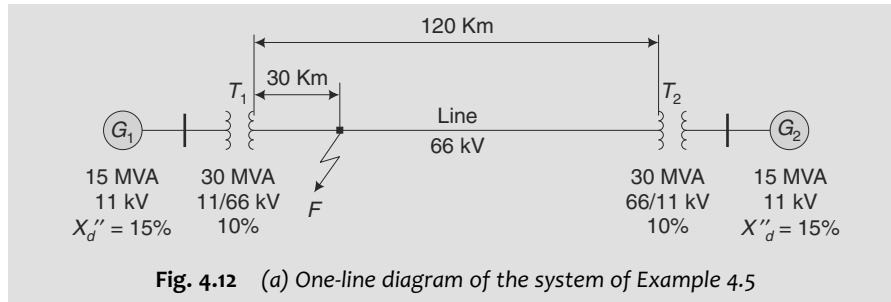 120 Km
30 Km
T1 T2
G1 Line G2
66 kV
15 MVA 30 MVA 30 MVA 15 MVA
11 kV 11/66 kV 66/11 kV 11 kV
Xd″ = 15% 10% 10% X″d = 15%
F
Fig. 4.12 (a) One-line diagram of the system of Example 4.5